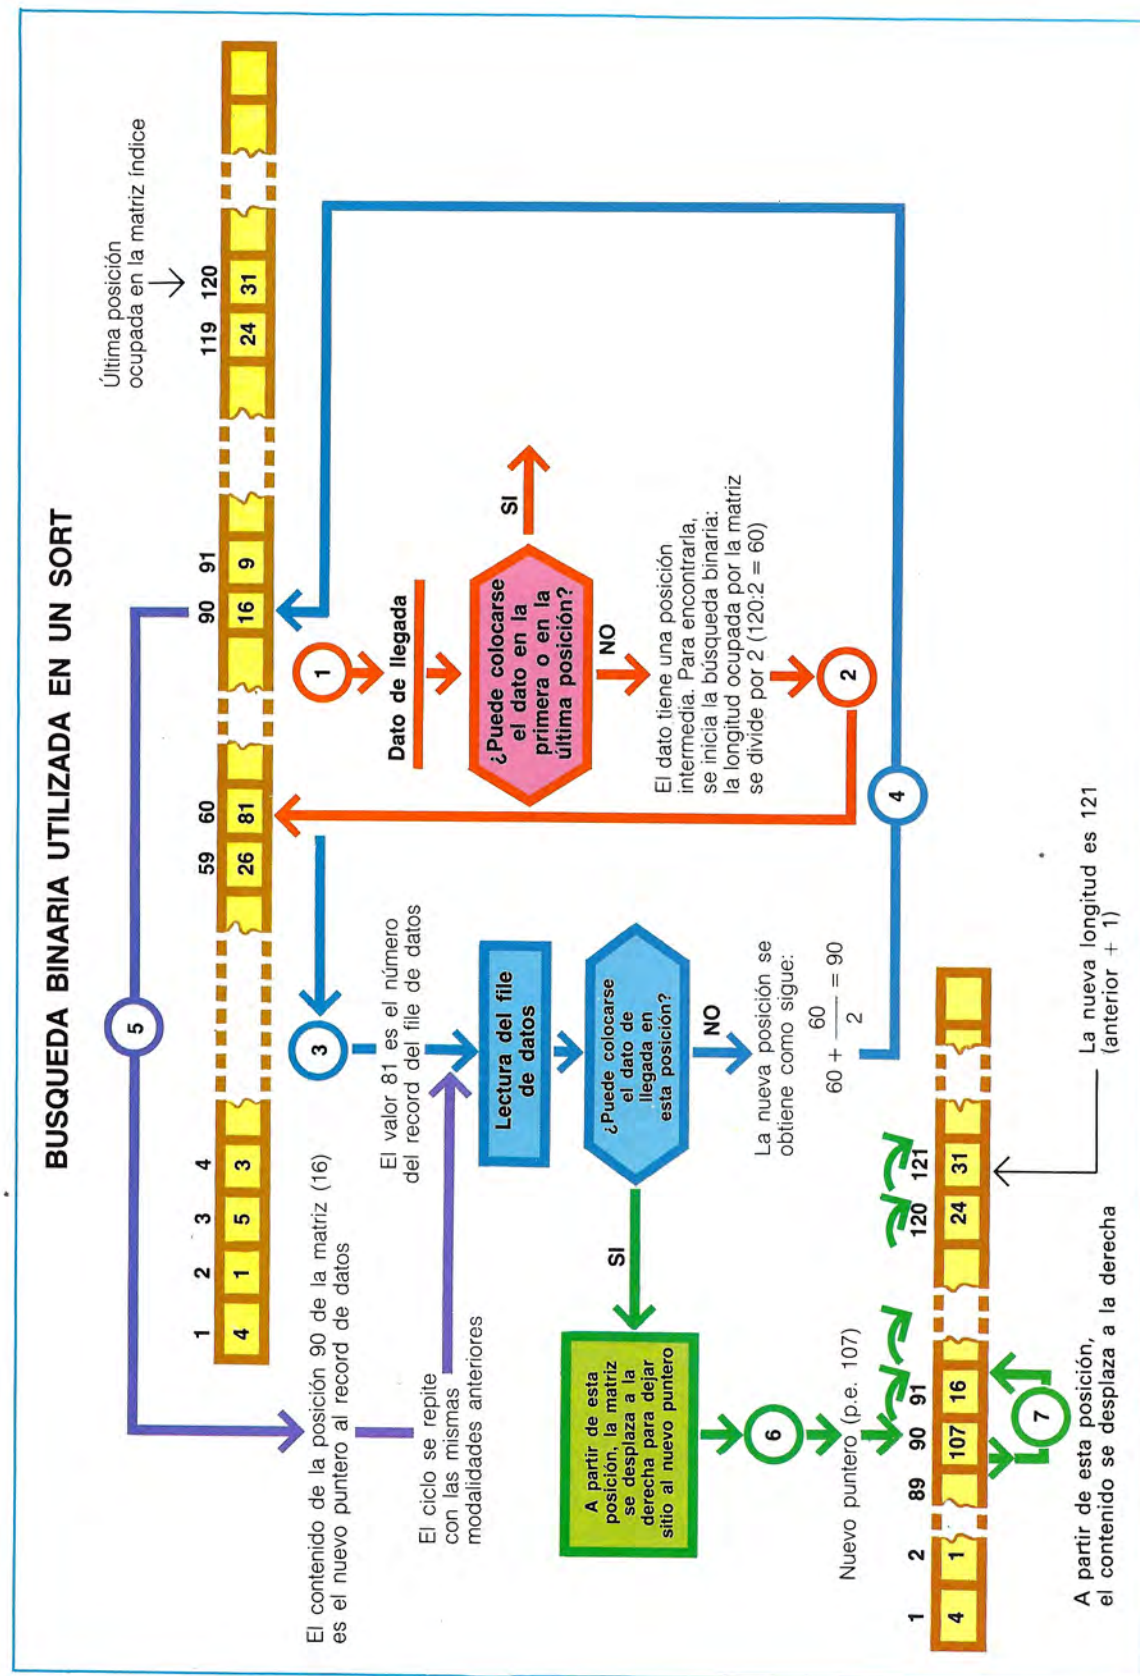 BUSQUEDA BINARIA UTILIZADA EN UN SORT
Última posición
ocupada en la matriz índice
1 2 3 4 59 60 90 91 119 120
4 1 5 3 26 81 16 9 24 31
5
El contenido de la posición 90 de la matriz (16)
es el nuevo puntero al record de datos
El ciclo se repite
con las mismas
modalidades anteriores
3
El valor 81 es el número
del record del file de datos
Lectura del file
de datos
¿Puede colocarse
el dato de
llegada en
esta posición?
SI
NO
La nueva posición se
obtiene como sigue:
60 + 60/2 = 90
1
Dato de llegada
¿Puede colocarse
el dato en la
primera o en la
última posición?
SI
NO
El dato tiene una posición
intermedia. Para encontrarla,
se inicia la búsqueda binaria:
la longitud ocupada por la matriz
se divide por 2 (120:2 = 60)
2
4
A partir de esta
posición, la matriz
se desplaza a la
derecha para dejar
sitio al nuevo puntero
6
Nuevo puntero (p.e. 107)
1 2 89 90 91 120 121
4 1 107 16 24 31
7
A partir de esta posición,
el contenido se desplaza a la derecha
La nueva longitud es 121
(anterior + 1)